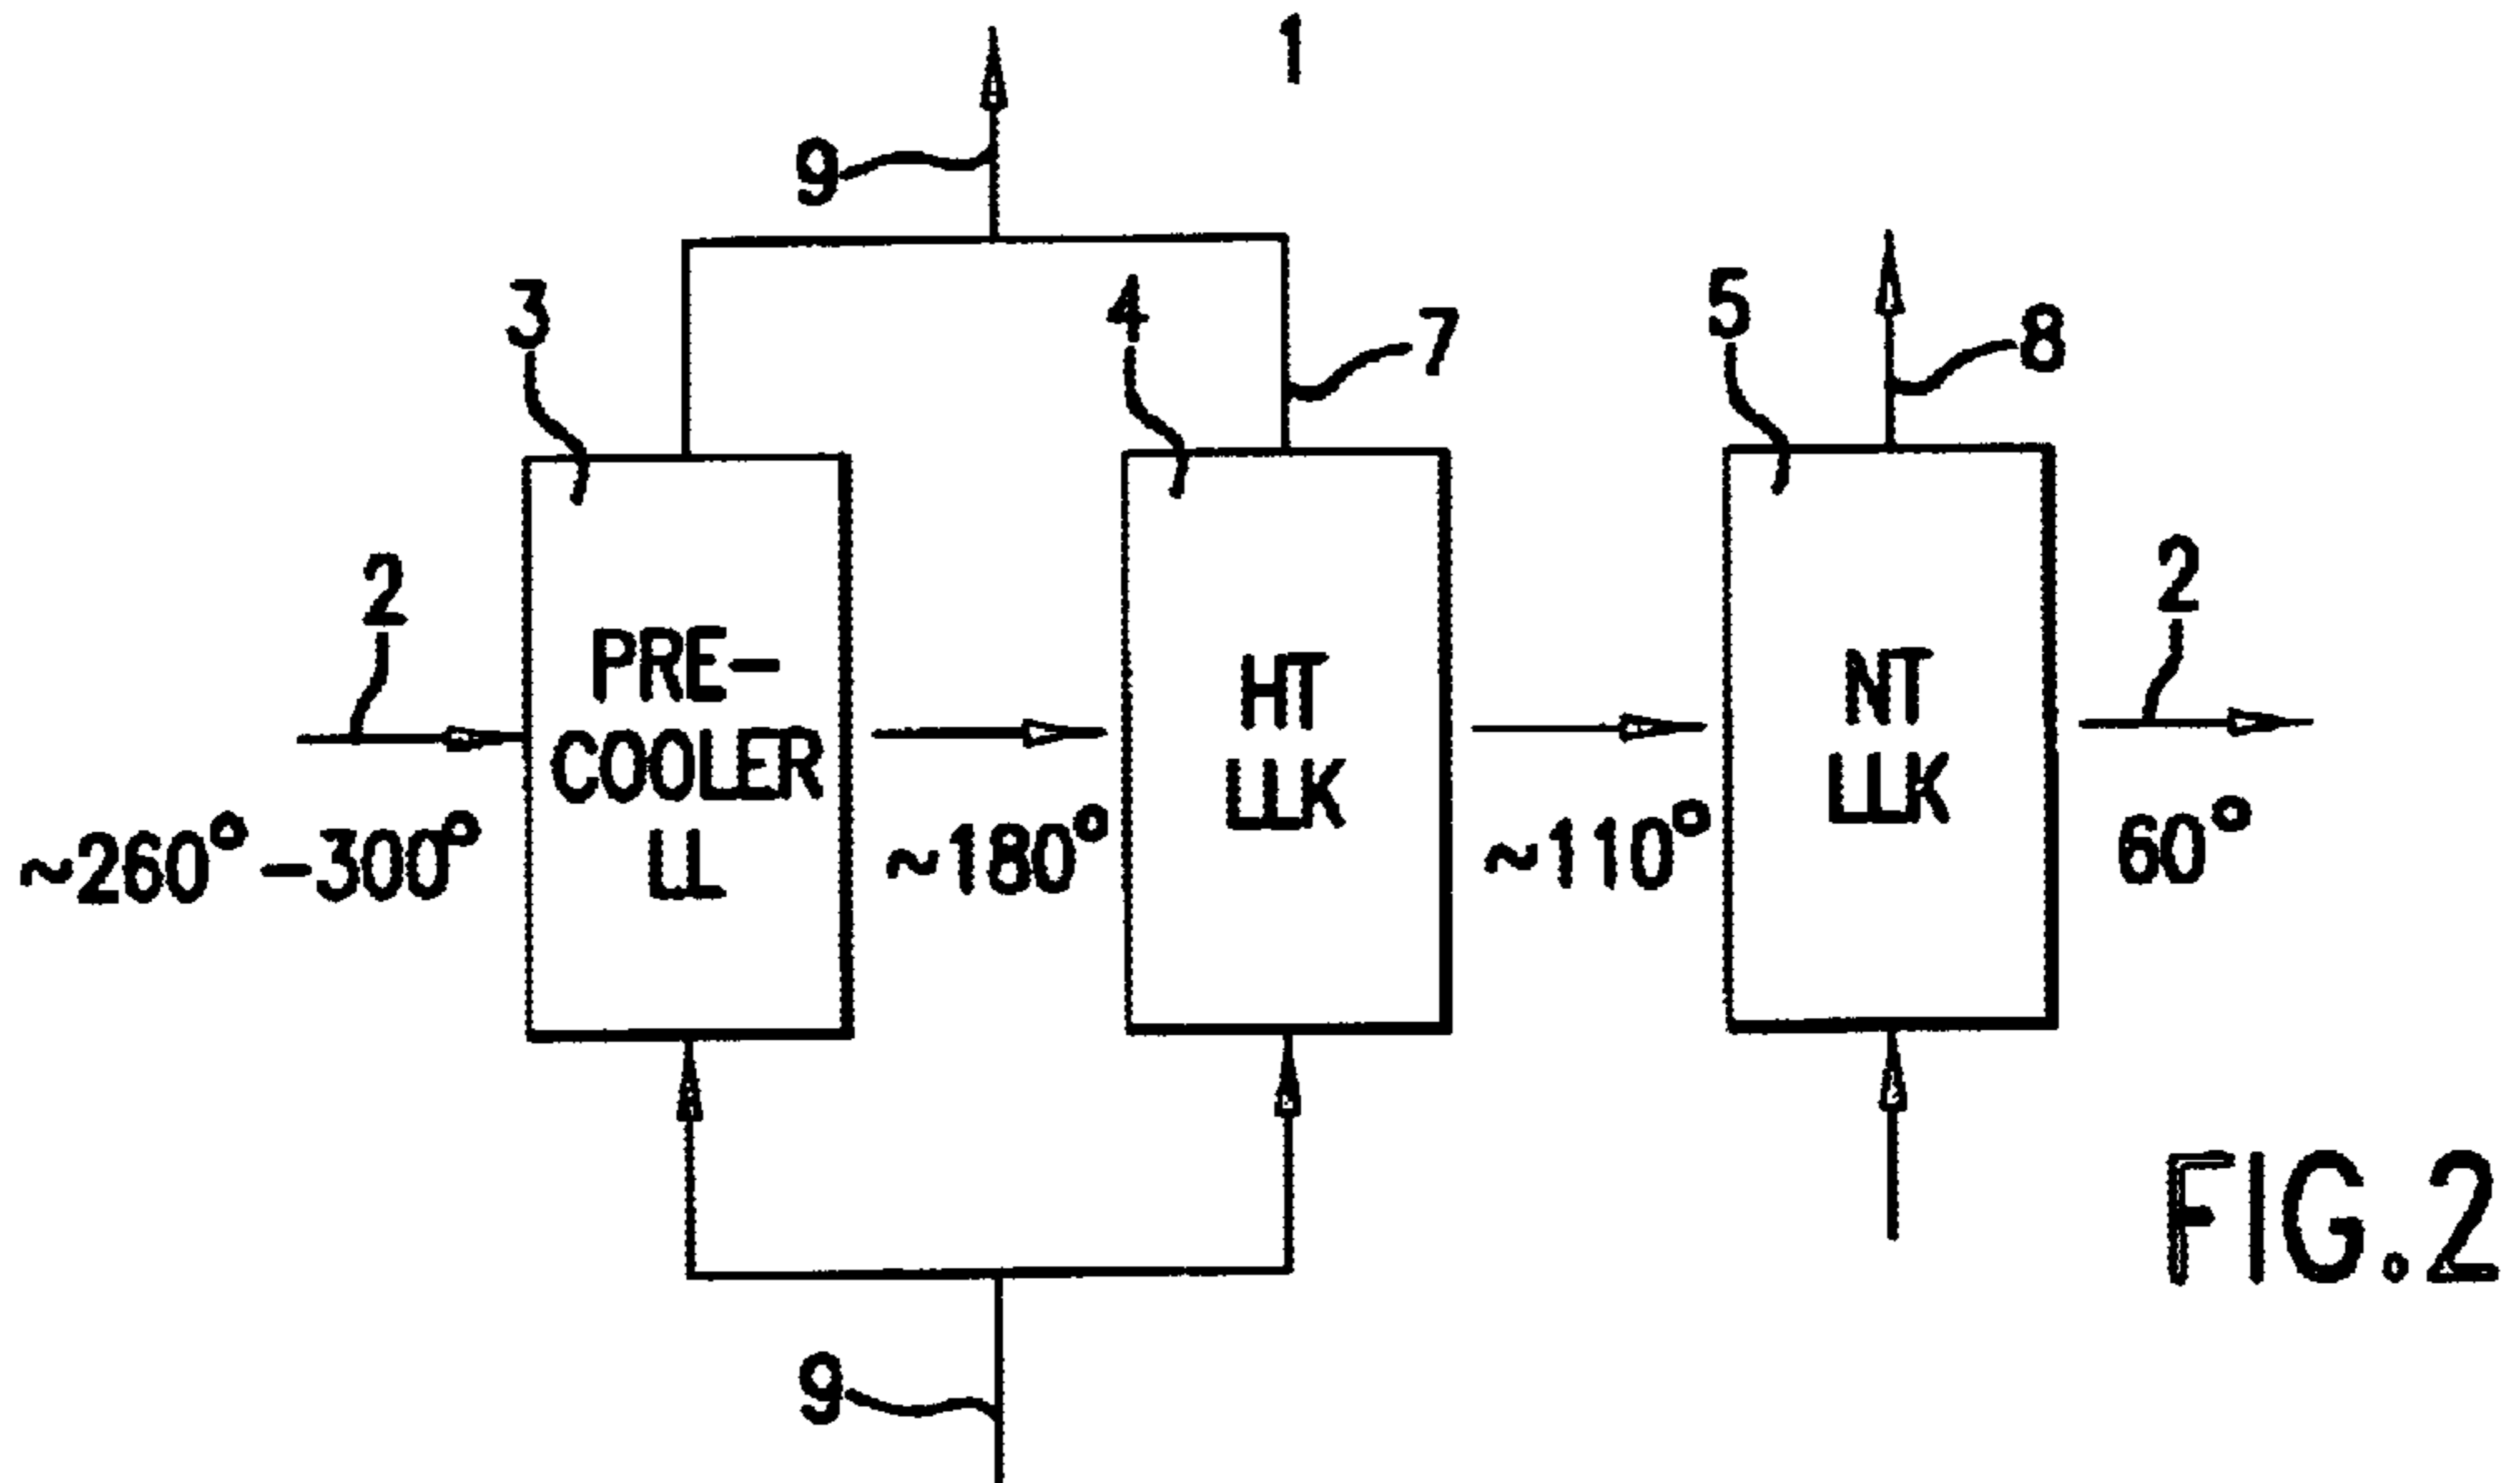 1
9
3
4
7
5
8
2
2
PRE-
COOLER
LL
HT
LLK
NT
LLK
~260°-300°
~180°
~110°
60°
FIG.2
9